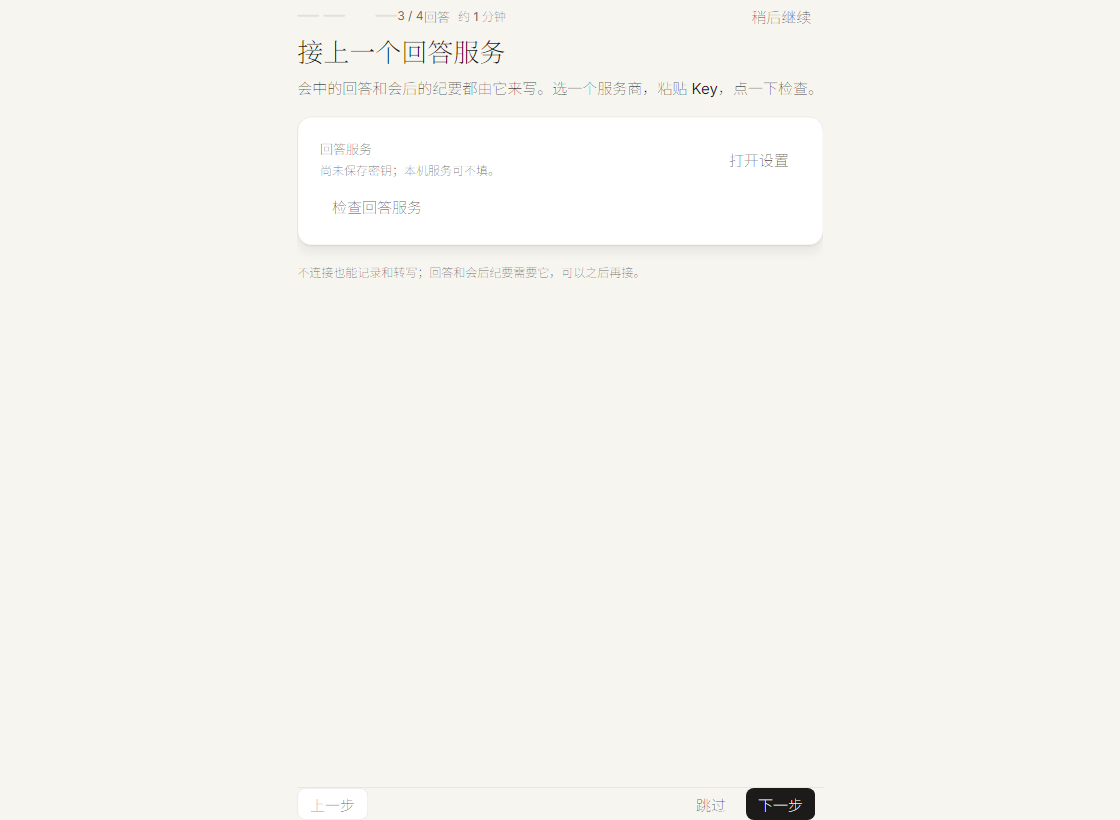 3 / 4 回答 约 1 分钟 稍后继续
接上一个回答服务
会中的回答和会后的纪要都由它来写。选一个服务商，粘贴 Key，点一下检查。
回答服务
尚未保存密钥；本机服务可不填。
打开设置
检查回答服务
不连接也能记录和转写；回答和会后纪要需要它，可以之后再接。
上一步 跳过 下一步